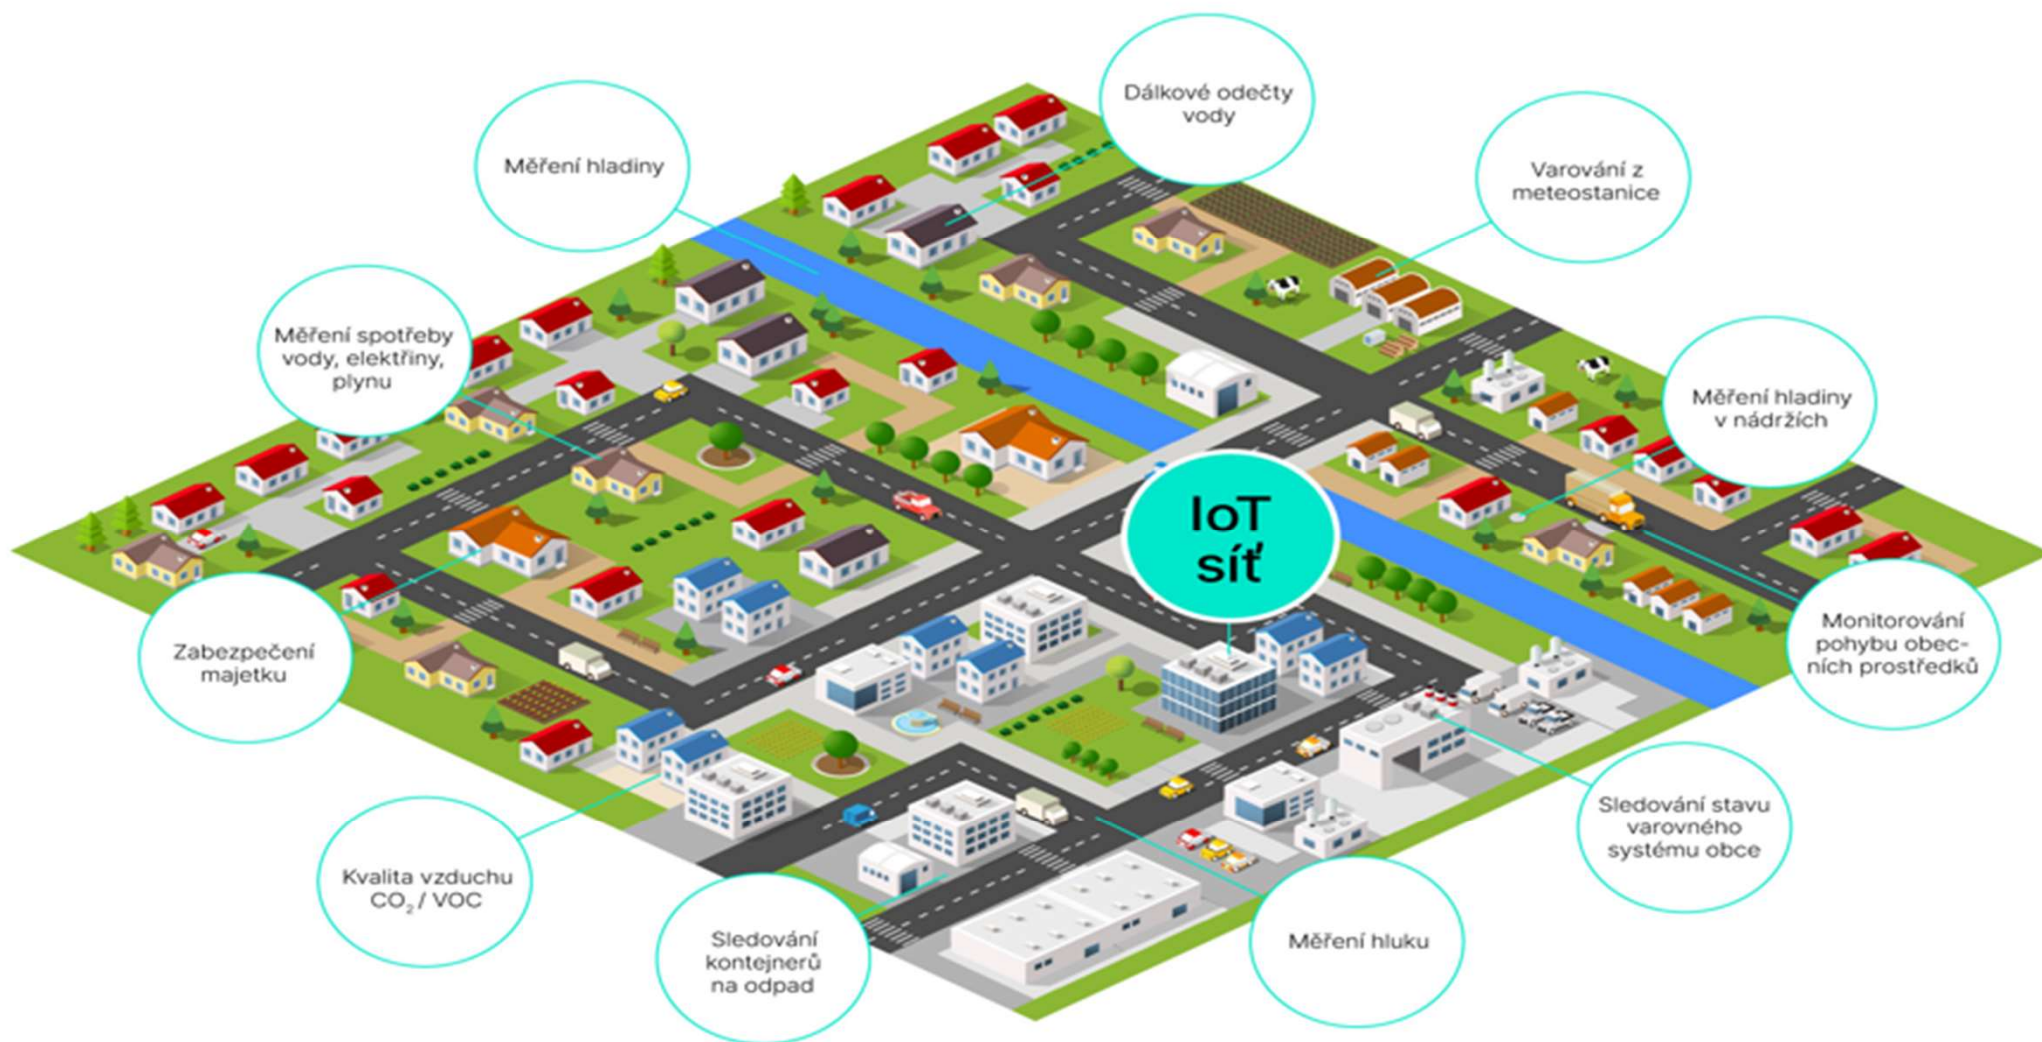 Dálkové odečty
vody
Měření hladiny
Varování z
meteostanice
Měření spotřeby
vody, elektřiny,
plynu
Měření hladiny
v nádržích
IoT
síť
Zabezpečení
majetku
Monitorování
pohybu obec-
ních prostředků
Sledování stavu
varovného
systému obce
Kvalita vzduchu
CO₂ / VOC
Sledování
kontejnerů
na odpad
Měření hluku